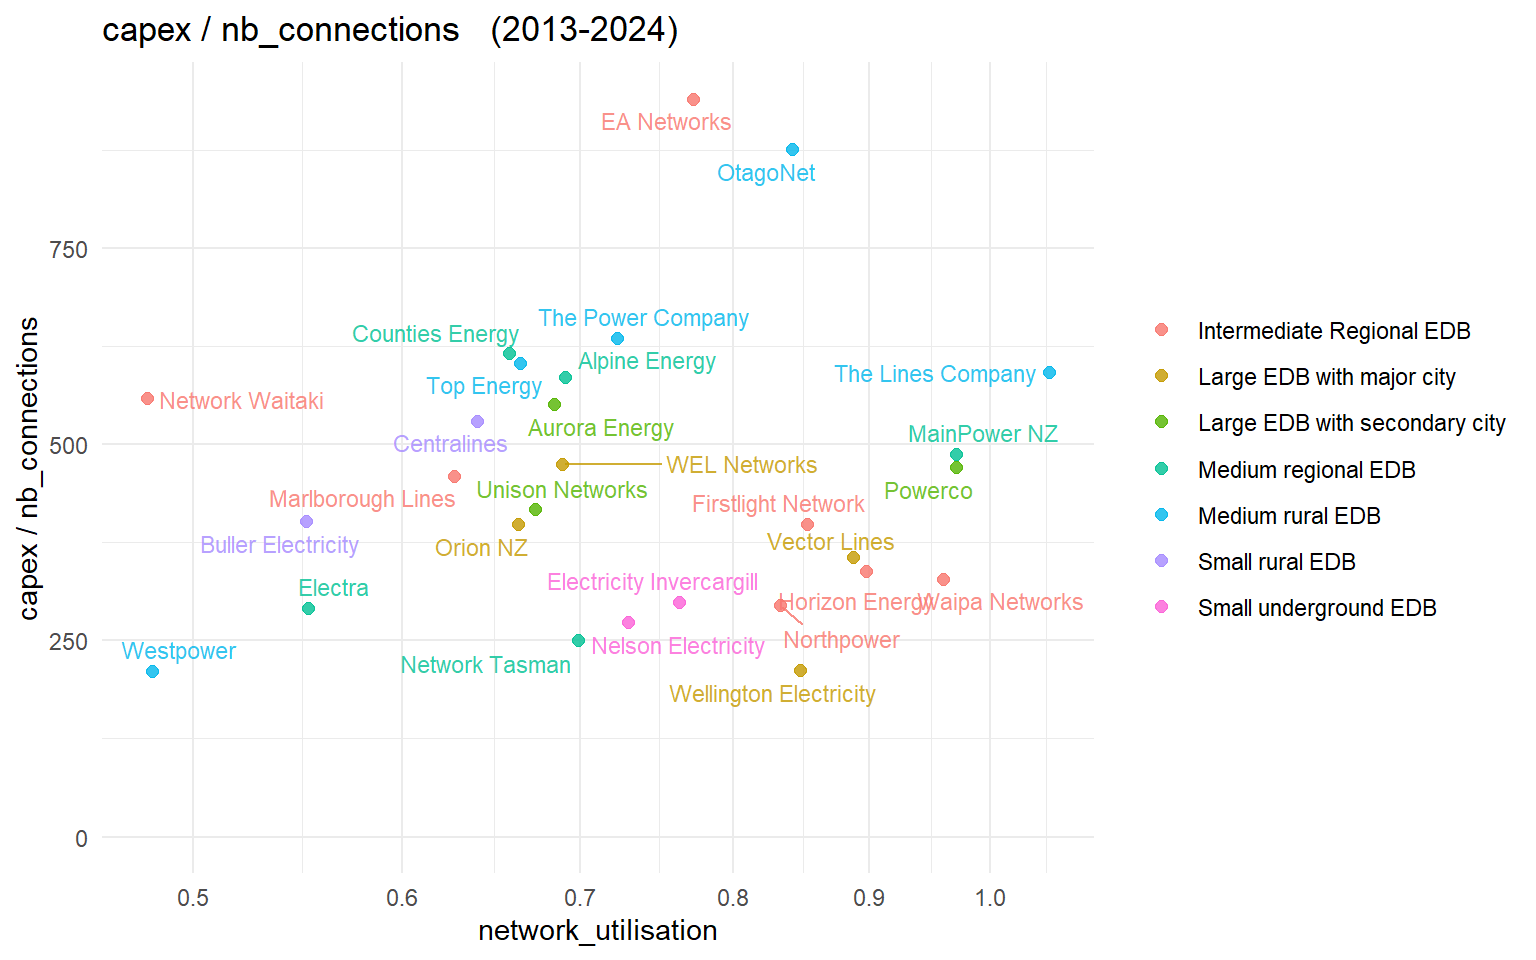 capex / nb_connections   (2013-2024)
EA Networks
OtagoNet
750
The Power Company
Counties Energy
Alpine Energy
The Lines Company
Top Energy
Network Waitaki
Aurora Energy
MainPower NZ
500
Centralines
WEL Networks
Unison Networks
Powerco
Marlborough Lines
Firstlight Network
Vector Lines
Buller Electricity
Orion NZ
Electricity Invercargill
Electra
Horizon Energy
Waipa Networks
250
Northpower
Nelson Electricity
Westpower
Network Tasman
Wellington Electricity
0
capex / nb_connections
0.5
0.6
0.7
0.8
0.9
1.0
network_utilisation
Intermediate Regional EDB
Large EDB with major city
Large EDB with secondary city
Medium regional EDB
Medium rural EDB
Small rural EDB
Small underground EDB